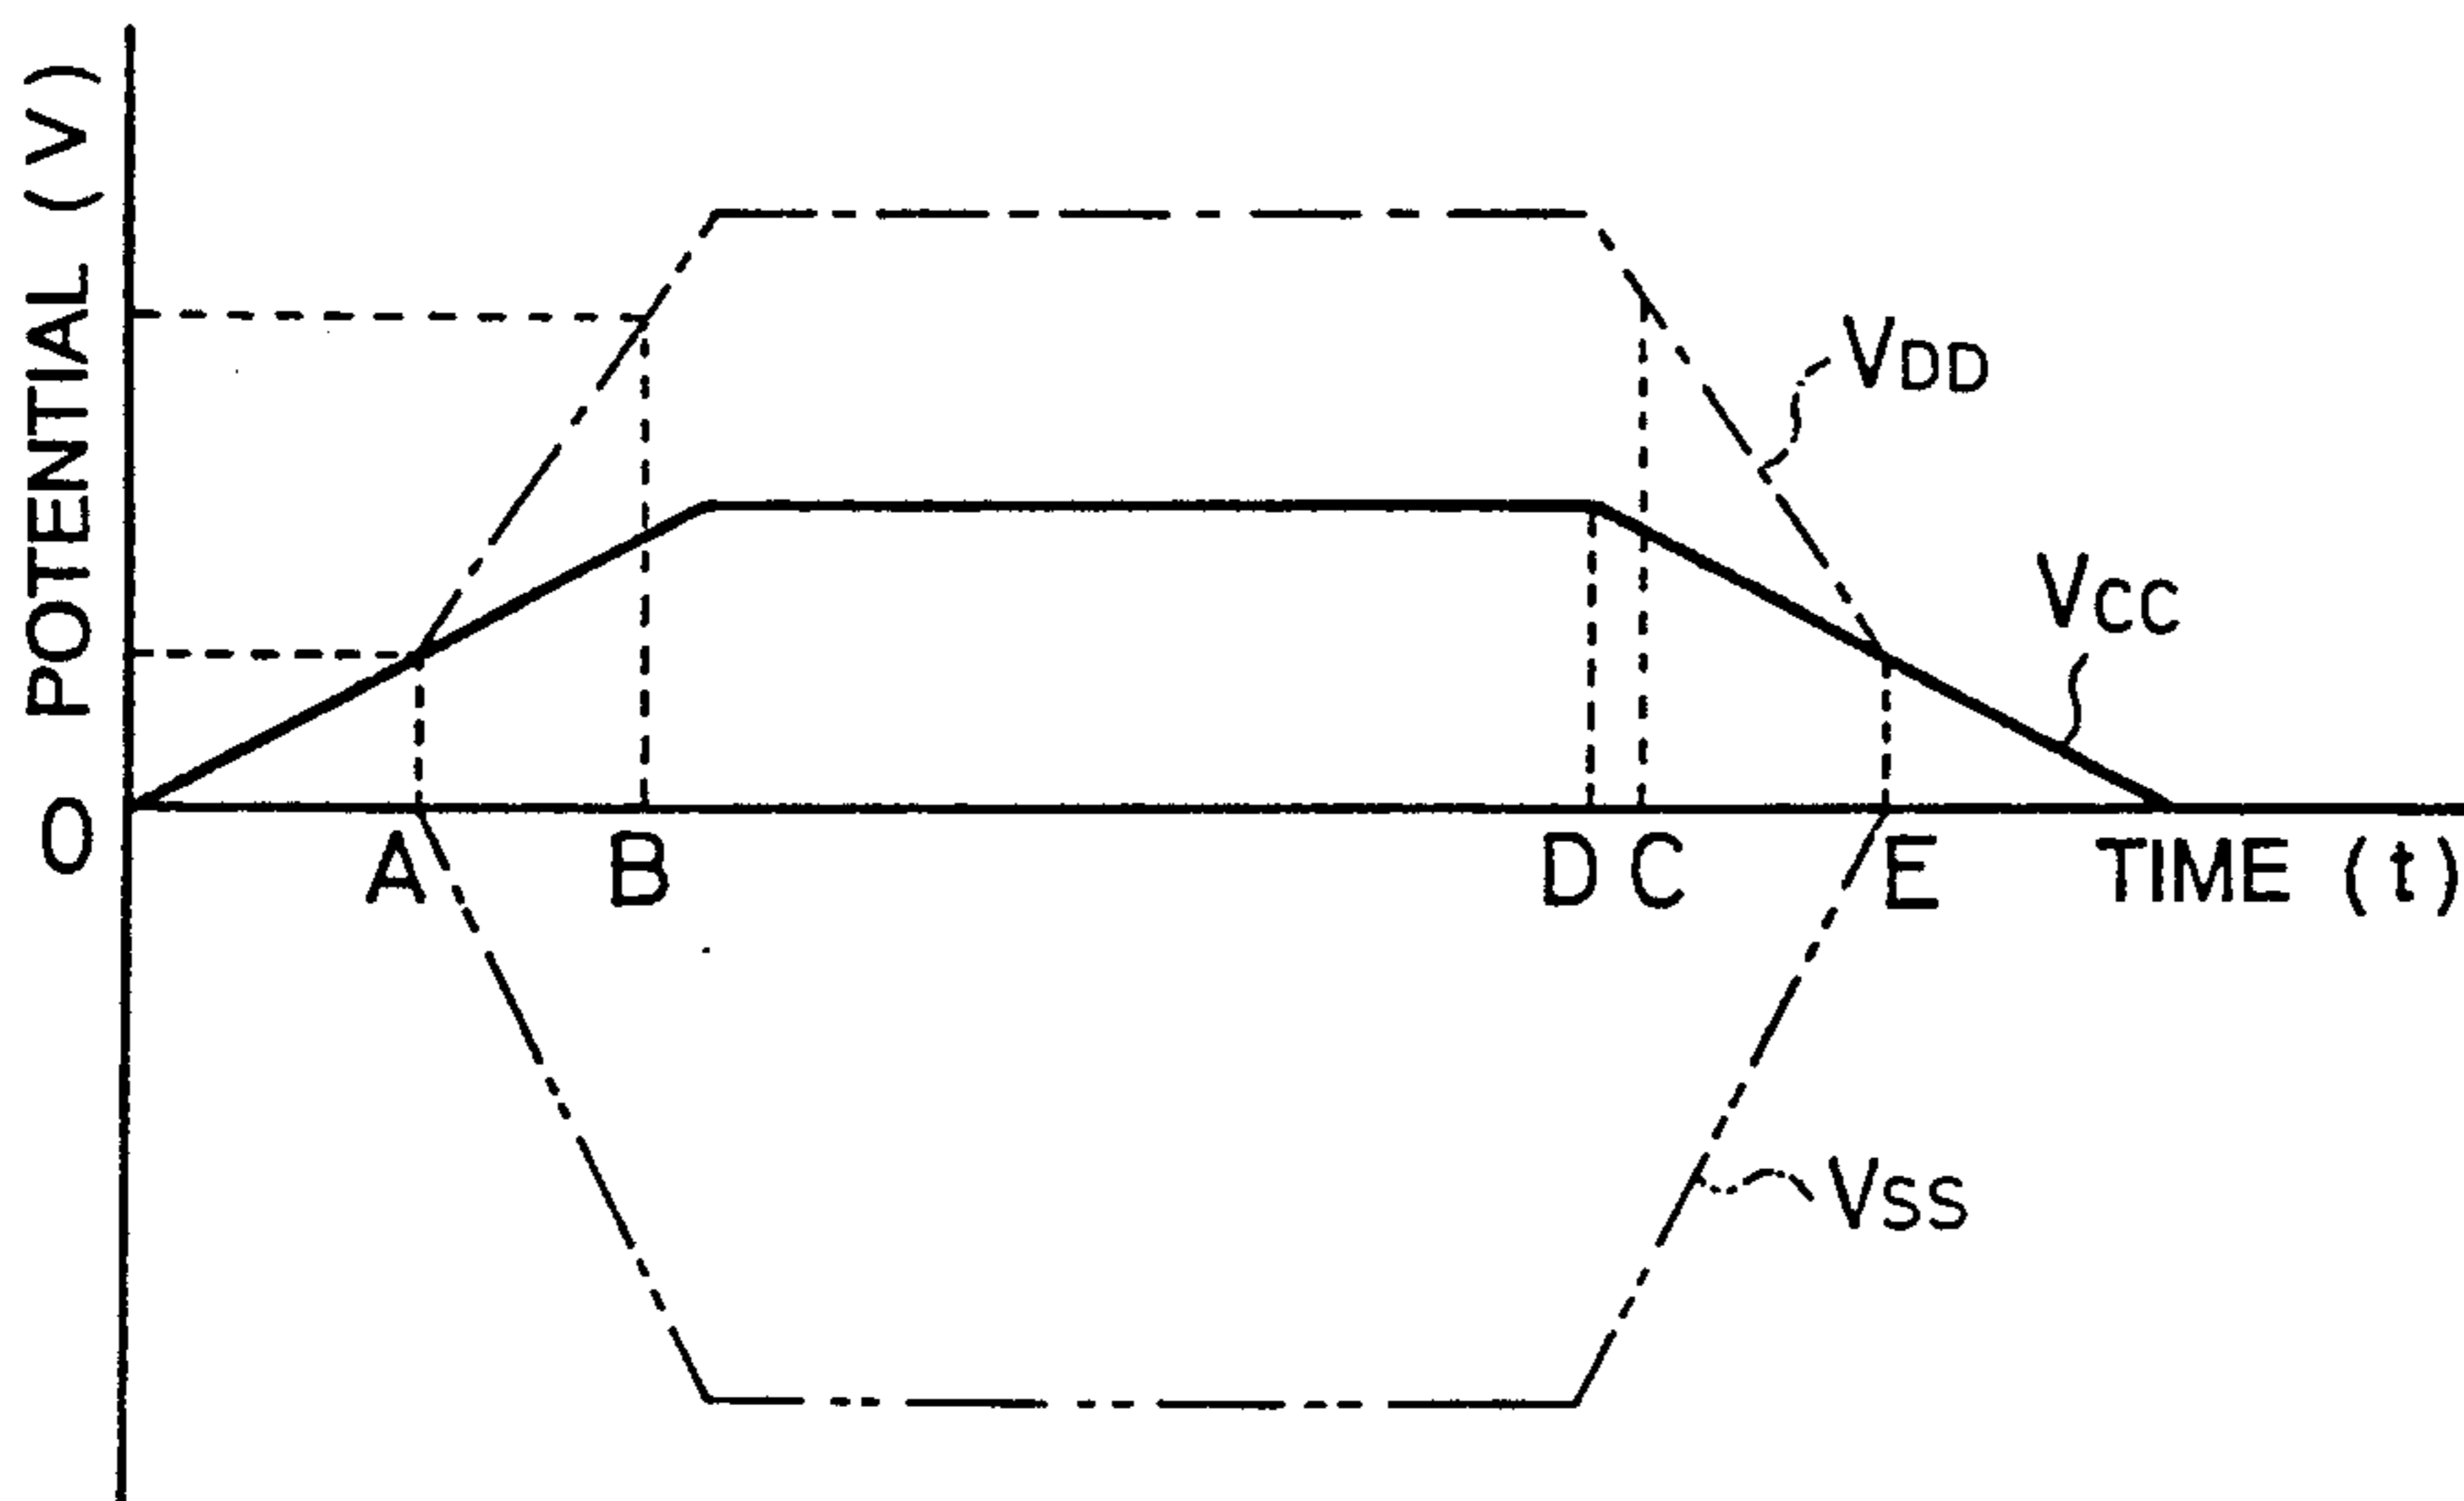 POTENTIAL (V)
VDD
VCC
O
A
B
D
C
E
TIME (t)
VSS